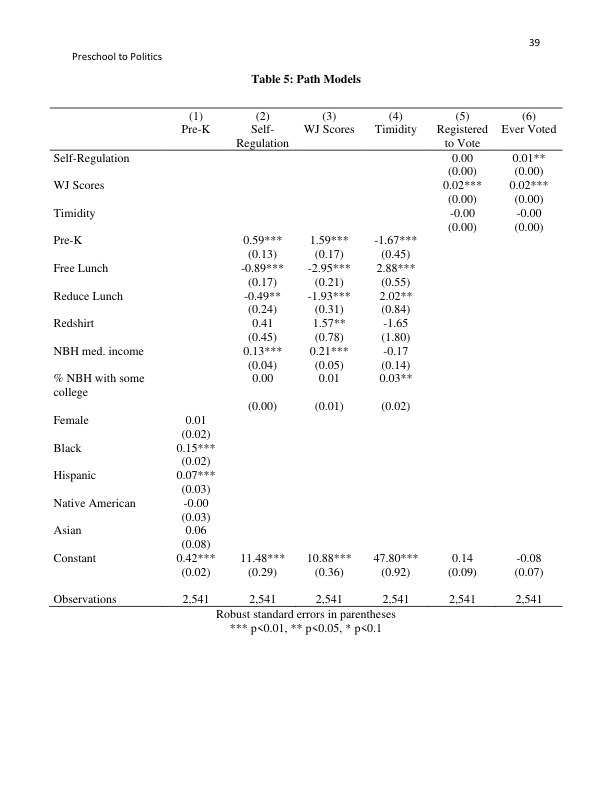 39
Preschool to Politics
Table 5: Path Models
(1) (2) (3) (4) (5) (6)
Pre-K Self- WJ Scores Timidity Registered Ever Voted
Regulation to Vote
Self-Regulation 0.00 0.01**
(0.00) (0.00)
WJ Scores 0.02*** 0.02***
(0.00) (0.00)
Timidity -0.00 -0.00
(0.00) (0.00)
Pre-K 0.59*** 1.59*** -1.67***
(0.13) (0.17) (0.45)
Free Lunch -0.89*** -2.95*** 2.88***
(0.17) (0.21) (0.55)
Reduce Lunch -0.49** -1.93*** 2.02**
(0.24) (0.31) (0.84)
Redshirt 0.41 1.57** -1.65
(0.45) (0.78) (1.80)
NBH med. income 0.13*** 0.21*** -0.17
(0.04) (0.05) (0.14)
% NBH with some 0.00 0.01 0.03**
college
(0.00) (0.01) (0.02)
Female 0.01
(0.02)
Black 0.15***
(0.02)
Hispanic 0.07***
(0.03)
Native American -0.00
(0.03)
Asian 0.06
(0.08)
Constant 0.42*** 11.48*** 10.88*** 47.80*** 0.14 -0.08
(0.02) (0.29) (0.36) (0.92) (0.09) (0.07)
Observations 2,541 2,541 2,541 2,541 2,541 2,541
Robust standard errors in parentheses
*** p<0.01, ** p<0.05, * p<0.1